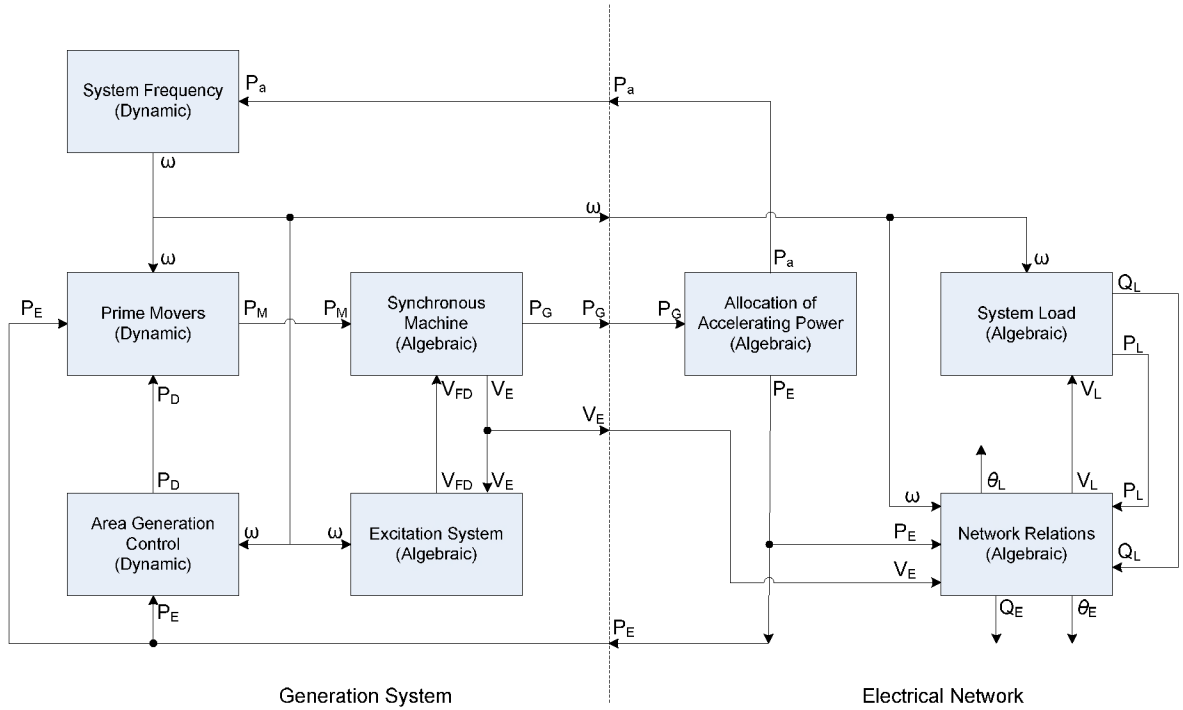 System Frequency
(Dynamic)
Pa
Pa
ω
ω
ω
ω
Pa
PE
Prime Movers
(Dynamic)
PM
PM
Synchronous
Machine
(Algebraic)
PG
PG
PG
Allocation of
Accelerating Power
(Algebraic)
System Load
(Algebraic)
QL
PL
PD
VFD
VE
VE
PE
VL
PD
VFD
VE
θL
VL
PL
Area Generation
Control
(Dynamic)
ω
ω
Excitation System
(Algebraic)
ω
PE
VE
Network Relations
(Algebraic)
QL
PE
PE
QE
θE
Generation System
Electrical Network